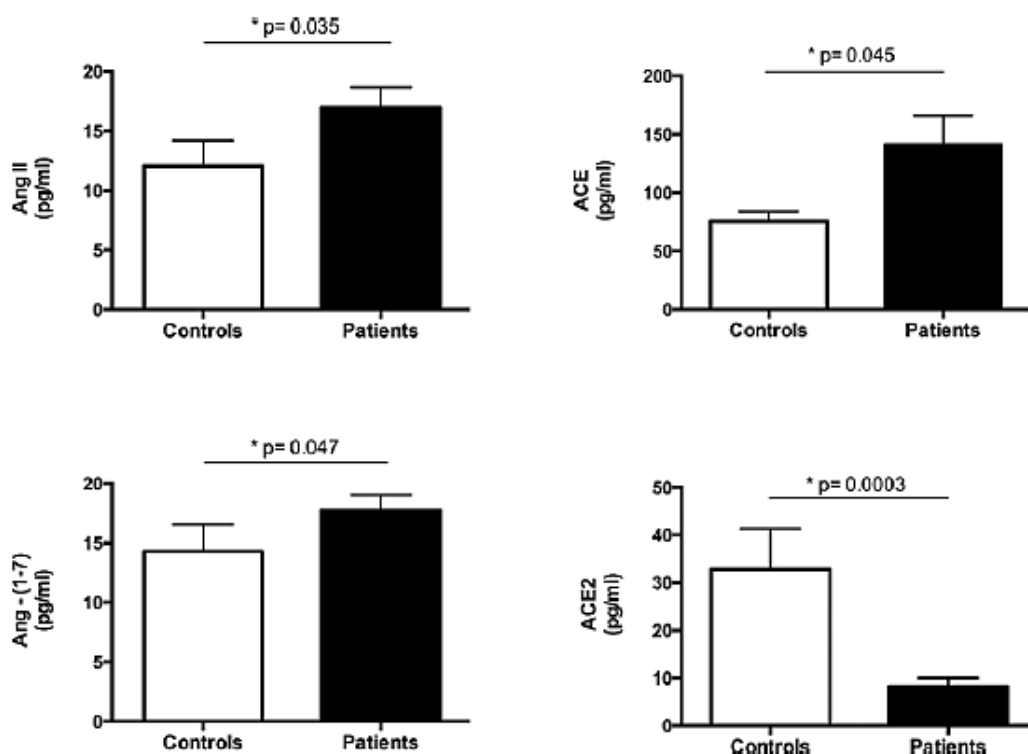 * p= 0.035
20
15
10
5
0
Ang II
(pg/ml)
Controls Patients
* p= 0.045
200
150
100
50
0
ACE
(pg/ml)
Controls Patients
* p= 0.047
20
15
10
5
0
Ang - (1-7)
(pg/ml)
Controls Patients
* p= 0.0003
50
40
30
20
10
0
ACE2
(pg/ml)
Controls Patients